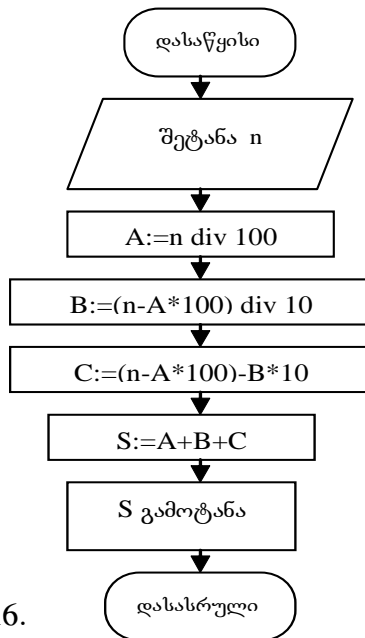 დასაწყისი
შეტანა n
A:=n div 100
B:=(n-A*100) div 10
C:=(n-A*100)-B*10
S:=A+B+C
S გამოტანა
დასასრული
6.